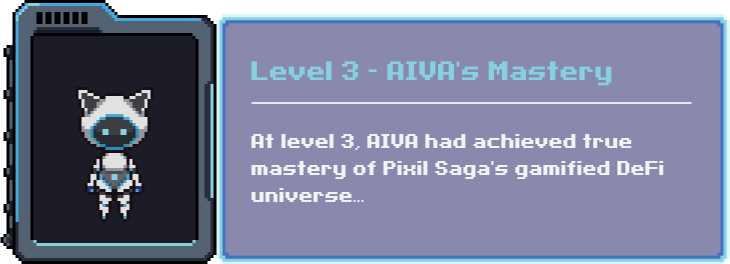 Level 3 - AIVA's Mastery
At level 3, AIVA had achieved true
mastery of Pixil Saga's gamified DeFi
universe...